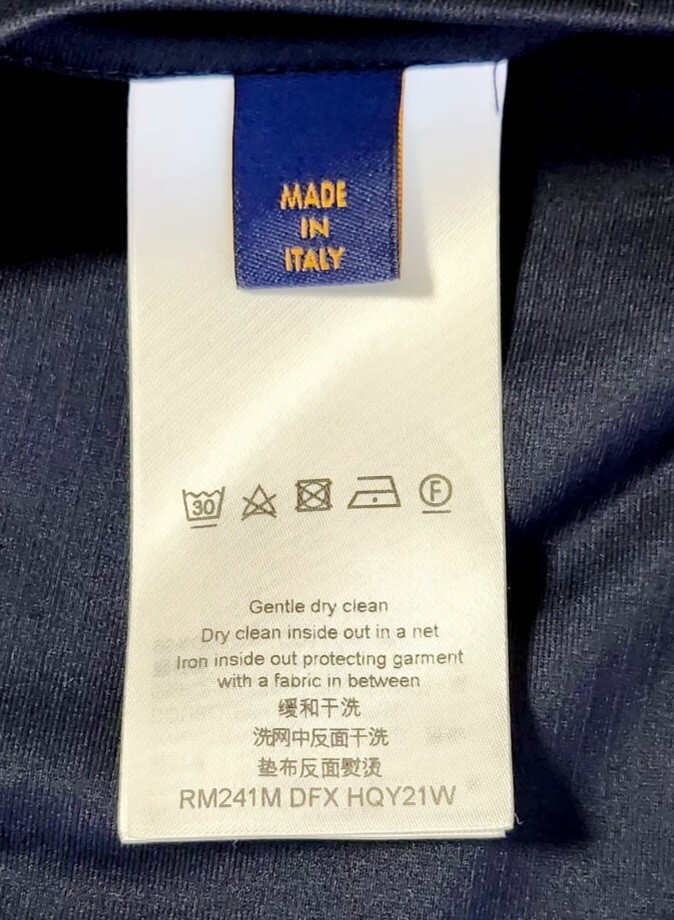 MADE
IN
ITALY
30
F
Gentle dry clean
Dry clean inside out in a net
Iron inside out protecting garment
with a fabric in between
缓和干洗
洗网中反面干洗
垫布反面熨烫
RM241M DFX HQY21W